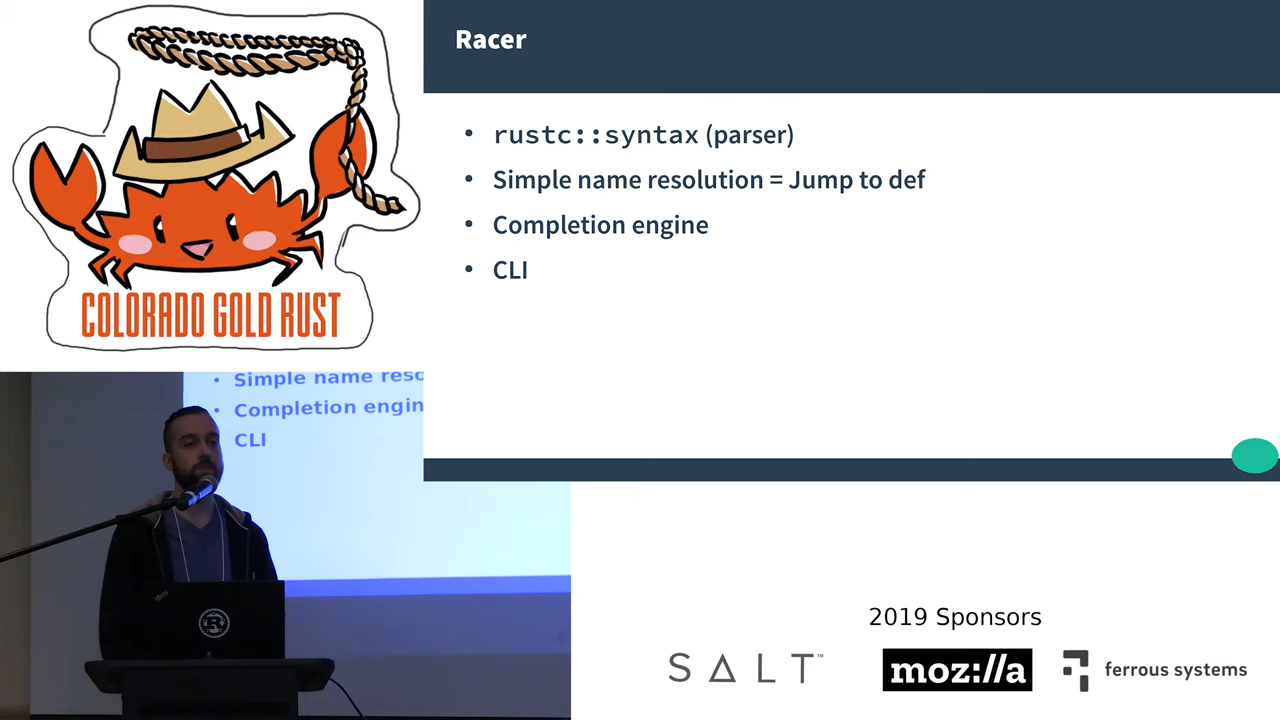 COLORADO GOLD RUST
Racer
• rustc::syntax (parser)
• Simple name resolution = Jump to def
• Completion engine
• CLI
• Simple name reso
• Completion engin
CLI
R
2019 Sponsors
SALT™
moz://a
ferrous systems